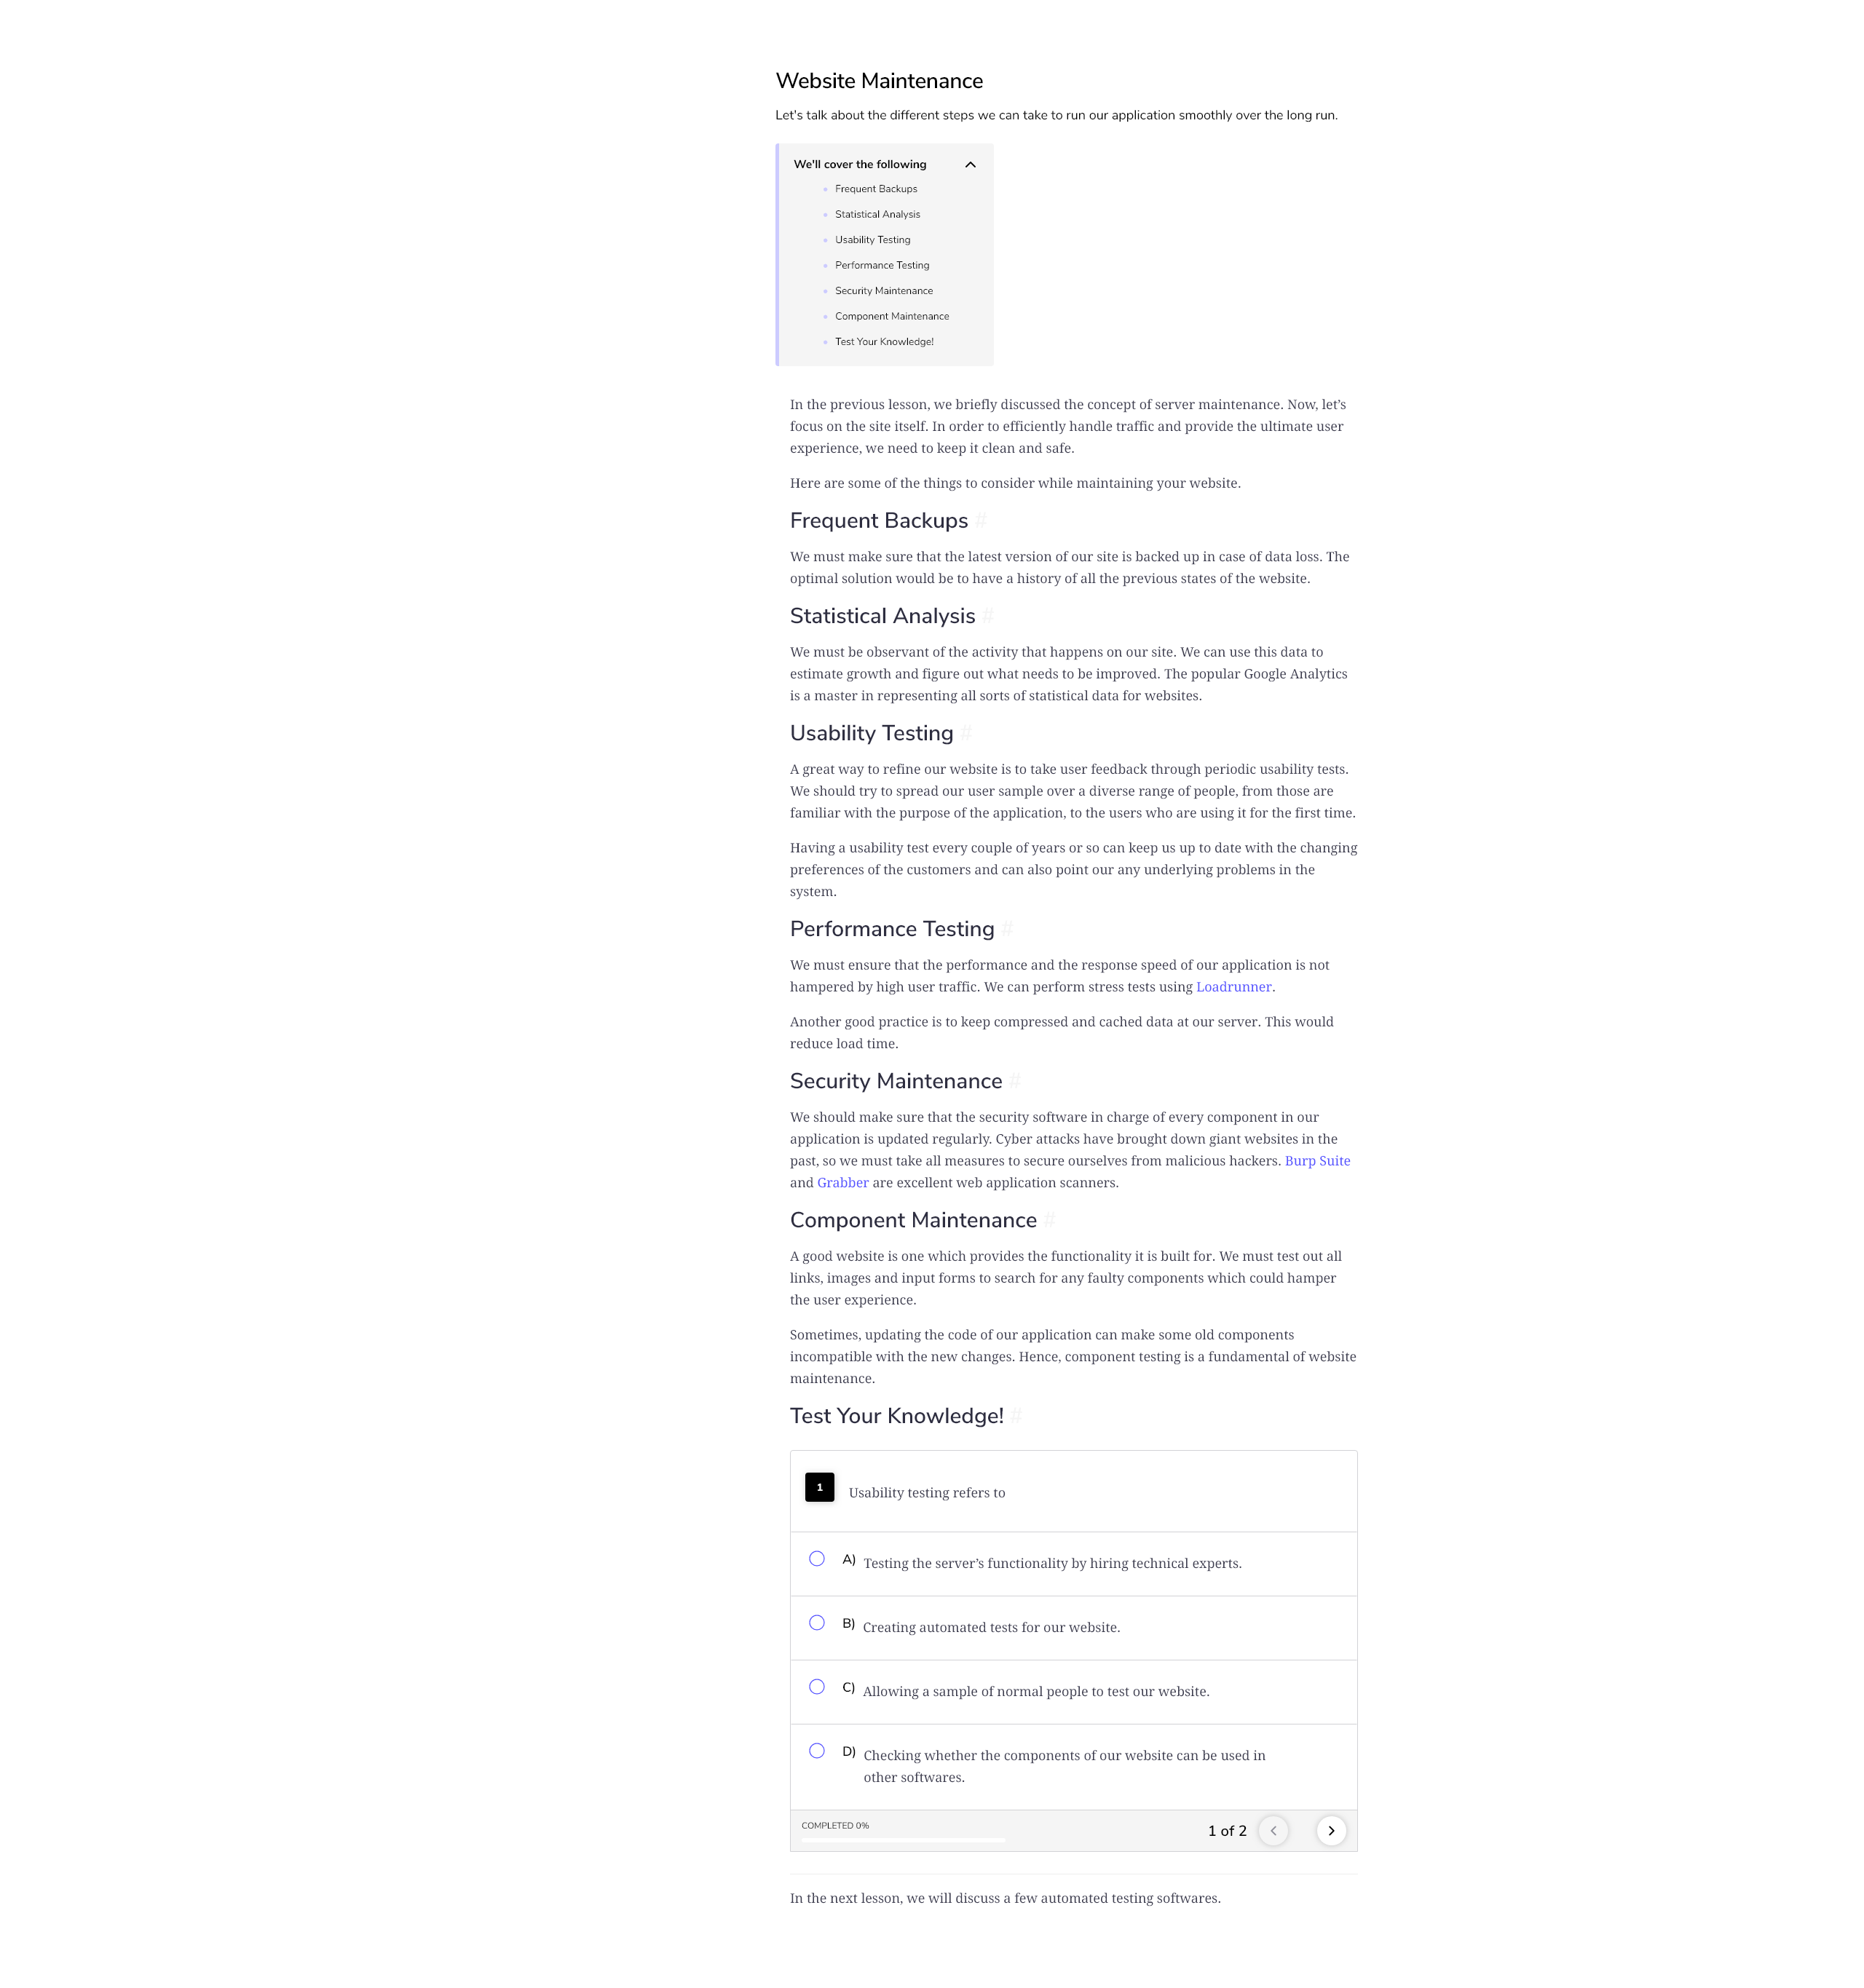 Website Maintenance
Let's talk about the different steps we can take to run our application smoothly over the long run.
We'll cover the following
Frequent Backups
Statistical Analysis
Usability Testing
Performance Testing
Security Maintenance
Component Maintenance
Test Your Knowledge!
In the previous lesson, we briefly discussed the concept of server maintenance. Now, let’s
focus on the site itself. In order to efficiently handle traffic and provide the ultimate user
experience, we need to keep it clean and safe.
Here are some of the things to consider while maintaining your website.
Frequent Backups #
We must make sure that the latest version of our site is backed up in case of data loss. The
optimal solution would be to have a history of all the previous states of the website.
Statistical Analysis #
We must be observant of the activity that happens on our site. We can use this data to
estimate growth and figure out what needs to be improved. The popular Google Analytics
is a master in representing all sorts of statistical data for websites.
Usability Testing #
A great way to refine our website is to take user feedback through periodic usability tests.
We should try to spread our user sample over a diverse range of people, from those are
familiar with the purpose of the application, to the users who are using it for the first time.
Having a usability test every couple of years or so can keep us up to date with the changing
preferences of the customers and can also point our any underlying problems in the
system.
Performance Testing #
We must ensure that the performance and the response speed of our application is not
hampered by high user traffic. We can perform stress tests using Loadrunner.
Another good practice is to keep compressed and cached data at our server. This would
reduce load time.
Security Maintenance #
We should make sure that the security software in charge of every component in our
application is updated regularly. Cyber attacks have brought down giant websites in the
past, so we must take all measures to secure ourselves from malicious hackers. Burp Suite
and Grabber are excellent web application scanners.
Component Maintenance #
A good website is one which provides the functionality it is built for. We must test out all
links, images and input forms to search for any faulty components which could hamper
the user experience.
Sometimes, updating the code of our application can make some old components
incompatible with the new changes. Hence, component testing is a fundamental of website
maintenance.
Test Your Knowledge! #
1 Usability testing refers to
A) Testing the server’s functionality by hiring technical experts.
B) Creating automated tests for our website.
C) Allowing a sample of normal people to test our website.
D) Checking whether the components of our website can be used in
other softwares.
COMPLETED 0%
1 of 2
In the next lesson, we will discuss a few automated testing softwares.